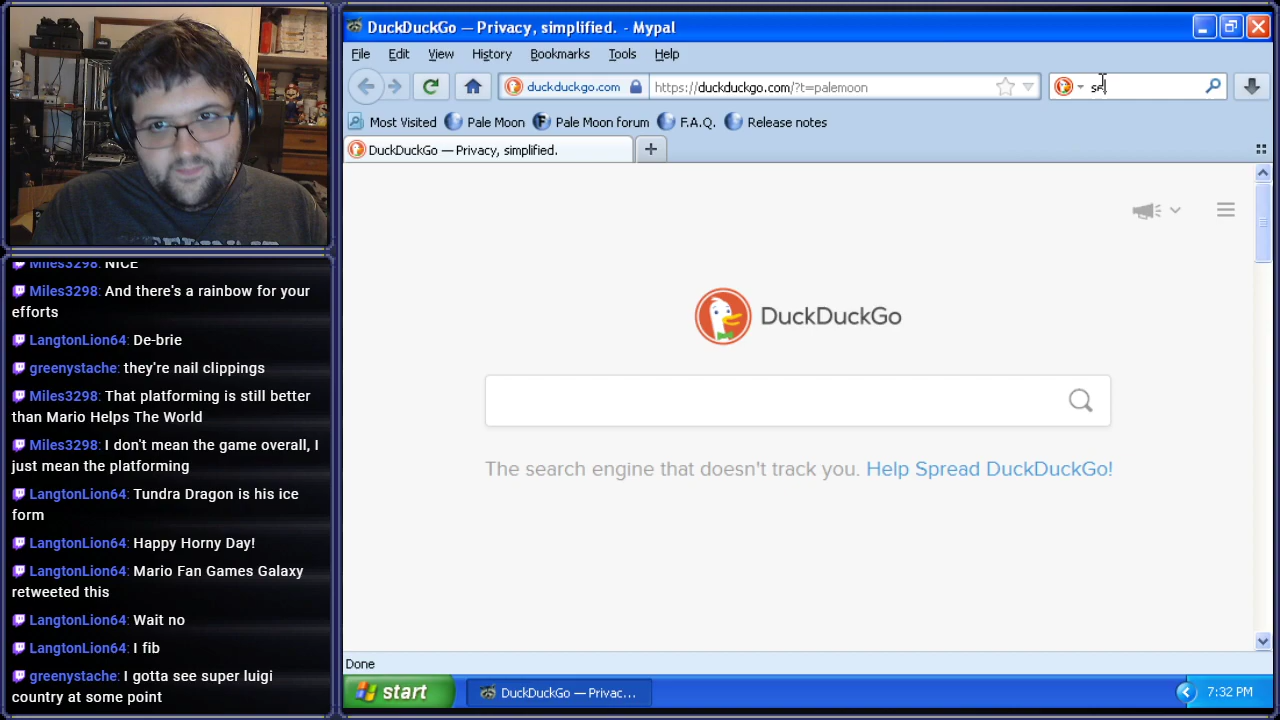 DuckDuckGo — Privacy, simplified. - Mypal
File Edit View History Bookmarks Tools Help
duckduckgo.com https://duckduckgo.com/?t=palemoon
Most Visited Pale Moon Pale Moon forum F.A.Q. Release notes
DuckDuckGo — Privacy, simplified.
DuckDuckGo
The search engine that doesn't track you. Help Spread DuckDuckGo!
Done
start DuckDuckGo — Privac... 7:32 PM
Miles3298: NICE
Miles3298: And there's a rainbow for your
efforts
LangtonLion64: De-brie
greenystache: they're nail clippings
Miles3298: That platforming is still better
than Mario Helps The World
Miles3298: I don't mean the game overall, I
just mean the platforming
LangtonLion64: Tundra Dragon is his ice
form
LangtonLion64: Happy Horny Day!
LangtonLion64: Mario Fan Games Galaxy
retweeted this
LangtonLion64: Wait no
LangtonLion64: I fib
greenystache: I gotta see super luigi
country at some point